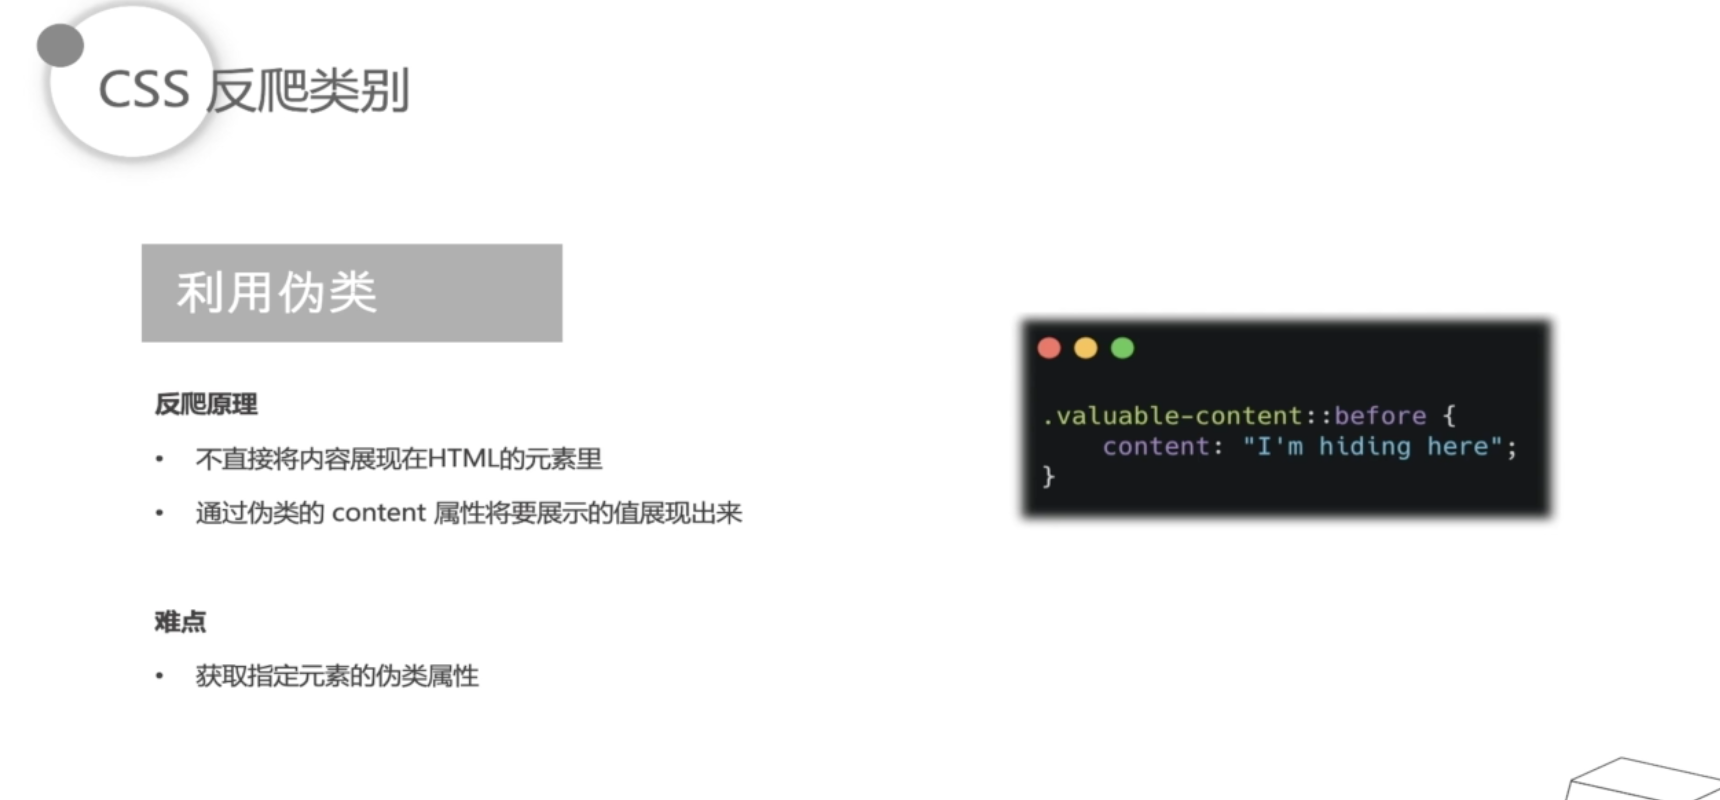 CSS 反爬类别
利用伪类
反爬原理
• 不直接将内容展现在HTML的元素里
• 通过伪类的 content 属性将要展示的值展现出来
难点
• 获取指定元素的伪类属性
.valuable-content::before {
    content: "I'm hiding here";
}